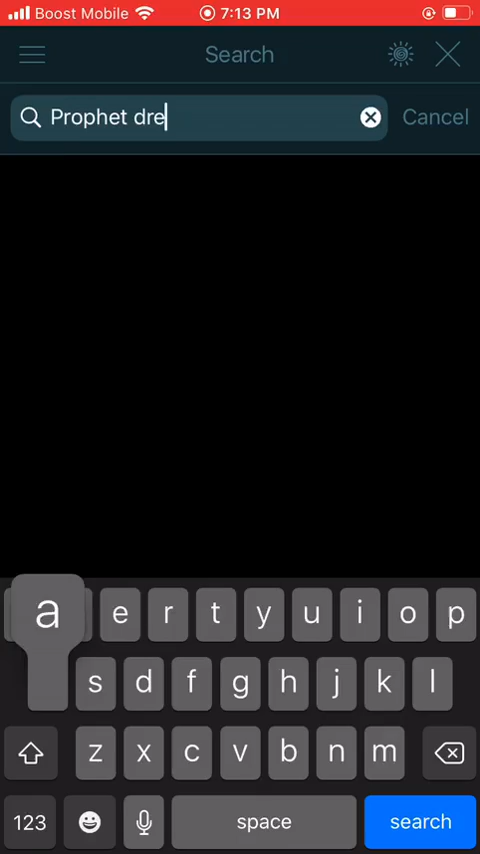 Boost Mobile 7:13 PM
Search
Prophet dre Cancel
a e r t y u i o p
s d f g h j k l
z x c v b n m
123 space search